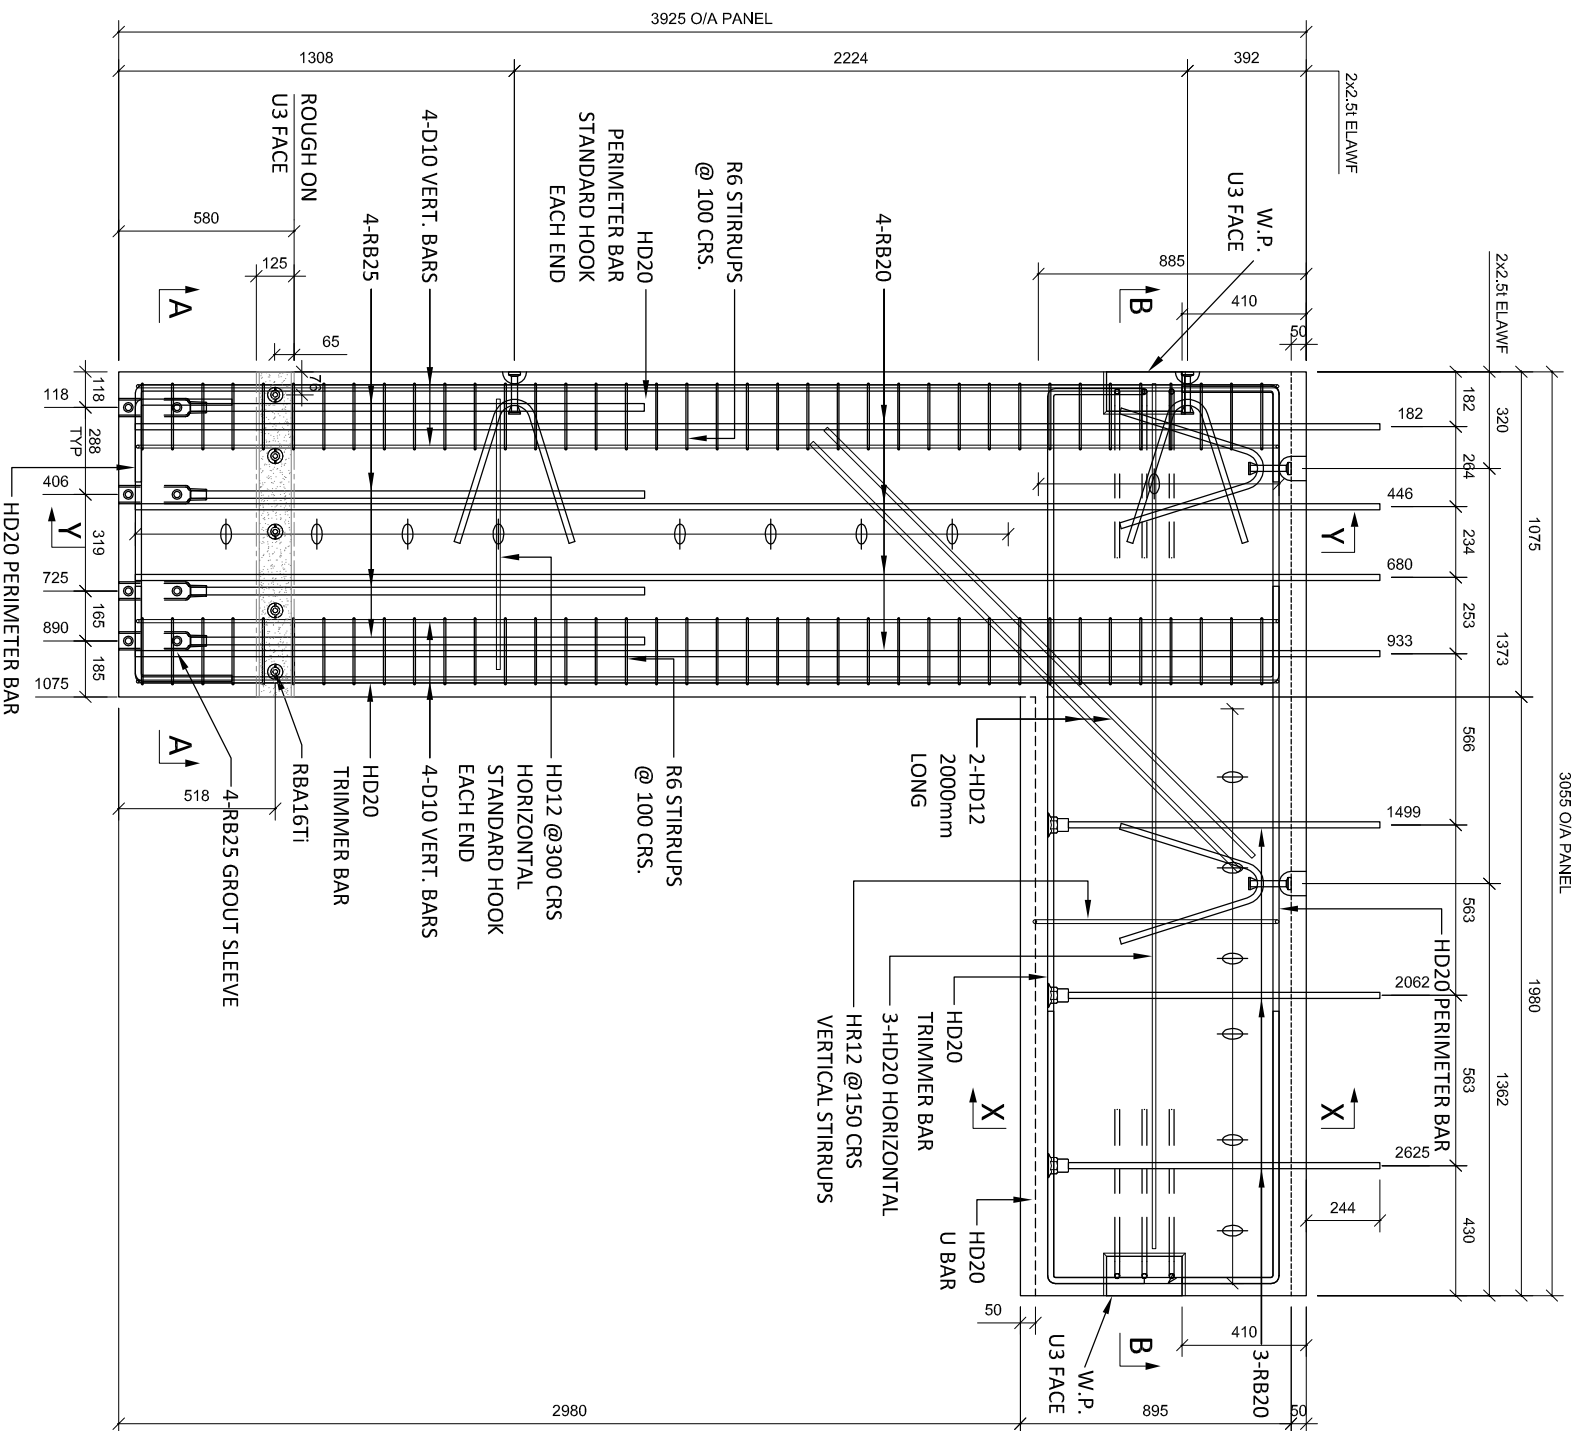 3925 O/A PANEL
1308
2224
392
2x2.5t ELAWF
ROUGH ON
U3 FACE
580
125
65
76
4-D10 VERT. BARS
4-RB25
HD20
PERIMETER BAR
STANDARD HOOK
EACH END
R6 STIRRUPS
@ 100 CRS.
4-RB20
W.P.
U3 FACE
885
410
50
2x2.5t ELAWF
A
B
118
118
288
TYP
406
319
725
165
890
185
1075
Y
HD20 PERIMETER BAR
182
182
320
264
446
234
680
253
933
1075
1373
566
1499
563
2062
563
2625
430
1980
1362
3055 O/A PANEL
Y
X
X
244
HD20 PERIMETER BAR
A
518
4-RB25 GROUT SLEEVE
RBA16Ti
HD20
TRIMMER BAR
4-D10 VERT. BARS
HD12 @300 CRS
HORIZONTAL
STANDARD HOOK
EACH END
R6 STIRRUPS
@ 100 CRS.
2-HD12
2000mm
LONG
HD20
TRIMMER BAR
3-HD20 HORIZONTAL
HR12 @150 CRS
VERTICAL STIRRUPS
HD20
U BAR
50
W.P.
U3 FACE
B
410
3-RB20
2980
895
50